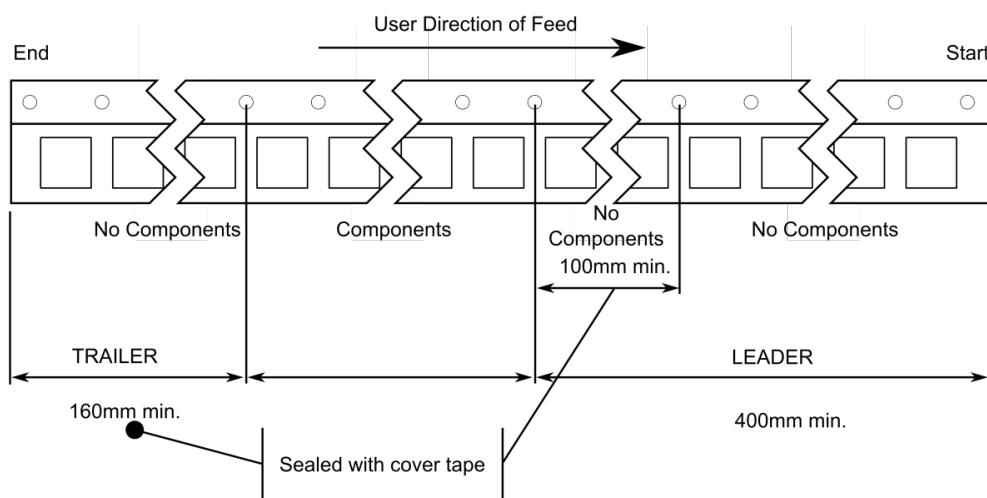 User Direction of Feed
End
Start
No Components
Components
No
Components
100mm min.
No Components
TRAILER
LEADER
160mm min.
400mm min.
Sealed with cover tape